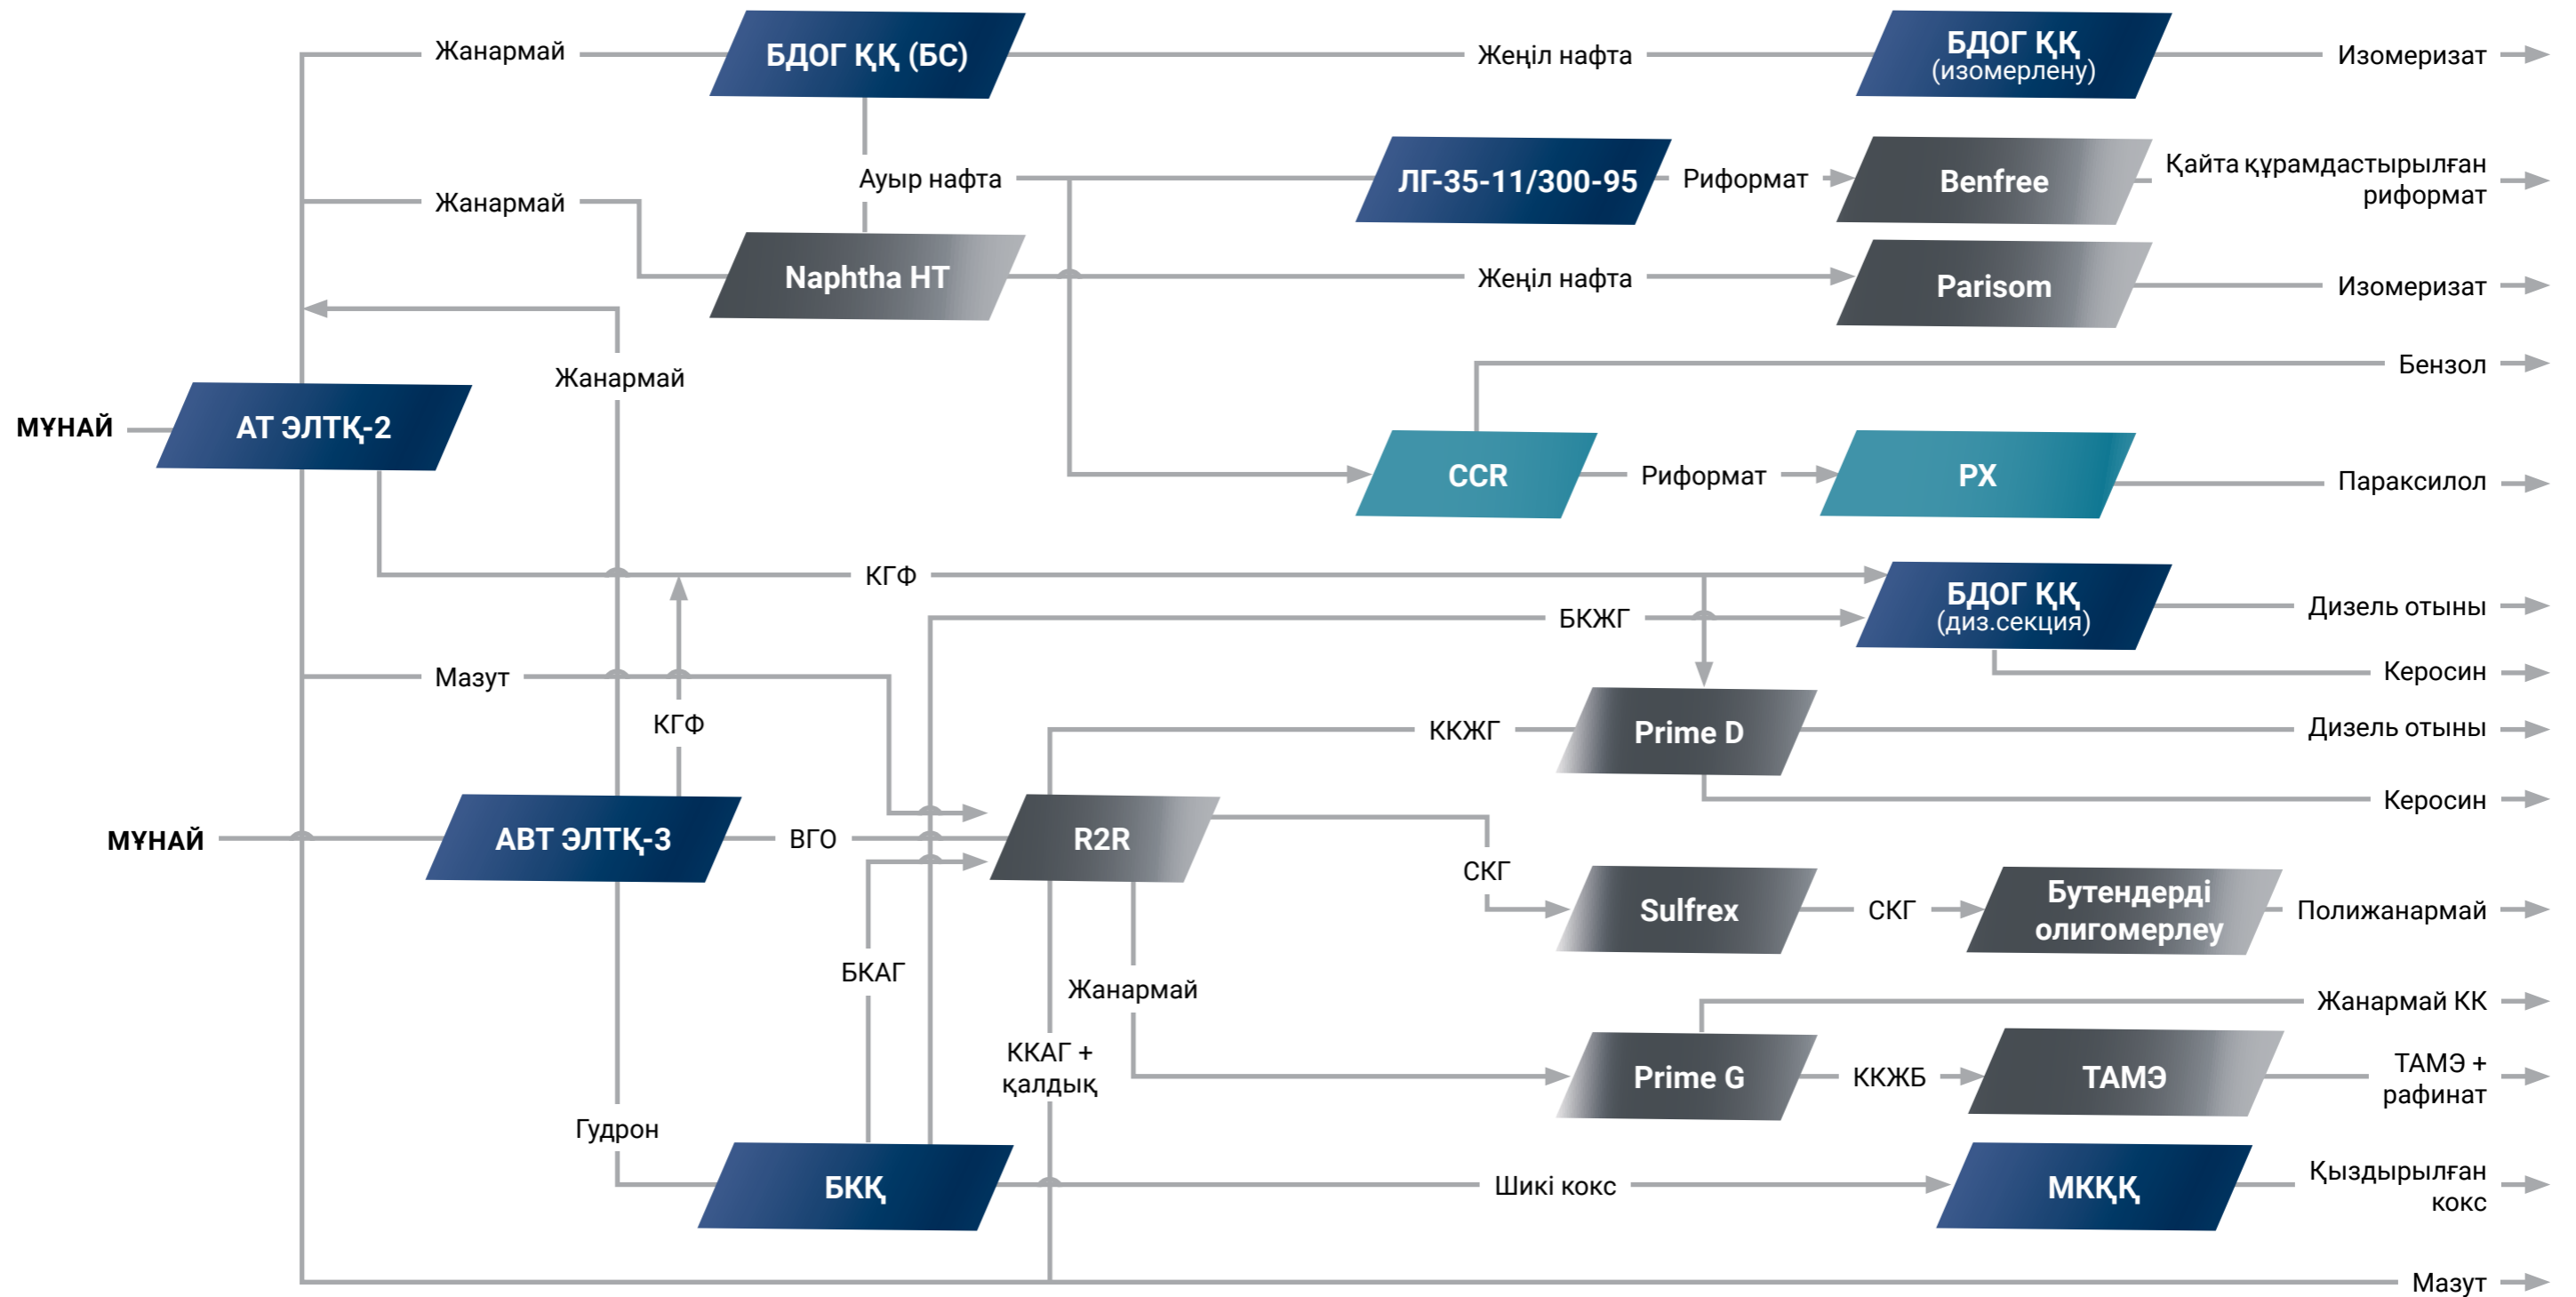 Жанармай
БДОГ ҚҚ (БС)
Жеңіл нафта
БДОГ ҚҚ
(изомерлену)
Изомеризат
Ауыр нафта
ЛГ-35-11/300-95
Риформат
Benfree
Қайта құрамдастырылған
риформат
Жанармай
Naphtha HT
Жеңіл нафта
Parisom
Изомеризат
Жанармай
Бензол
МҰНАЙ
АТ ЭЛТҚ-2
CCR
Риформат
PX
Параксилол
КГФ
БДОГ ҚҚ
(диз.секция)
Дизель отыны
БКЖГ
Мазут
Керосин
КГФ
ККЖГ
Prime D
Дизель отыны
Керосин
МҰНАЙ
АВТ ЭЛТҚ-3
ВГО
R2R
СКГ
Sulfrex
СКГ
Бутендерді
олигомерлеу
Полижанармай
БКАГ
Жанармай
Жанармай КК
ККАГ +
қалдық
Prime G
ККЖБ
ТАМЭ
ТАМЭ +
рафинат
Гудрон
БКҚ
Шикі кокс
МКҚҚ
Қыздырылған
кокс
Мазут